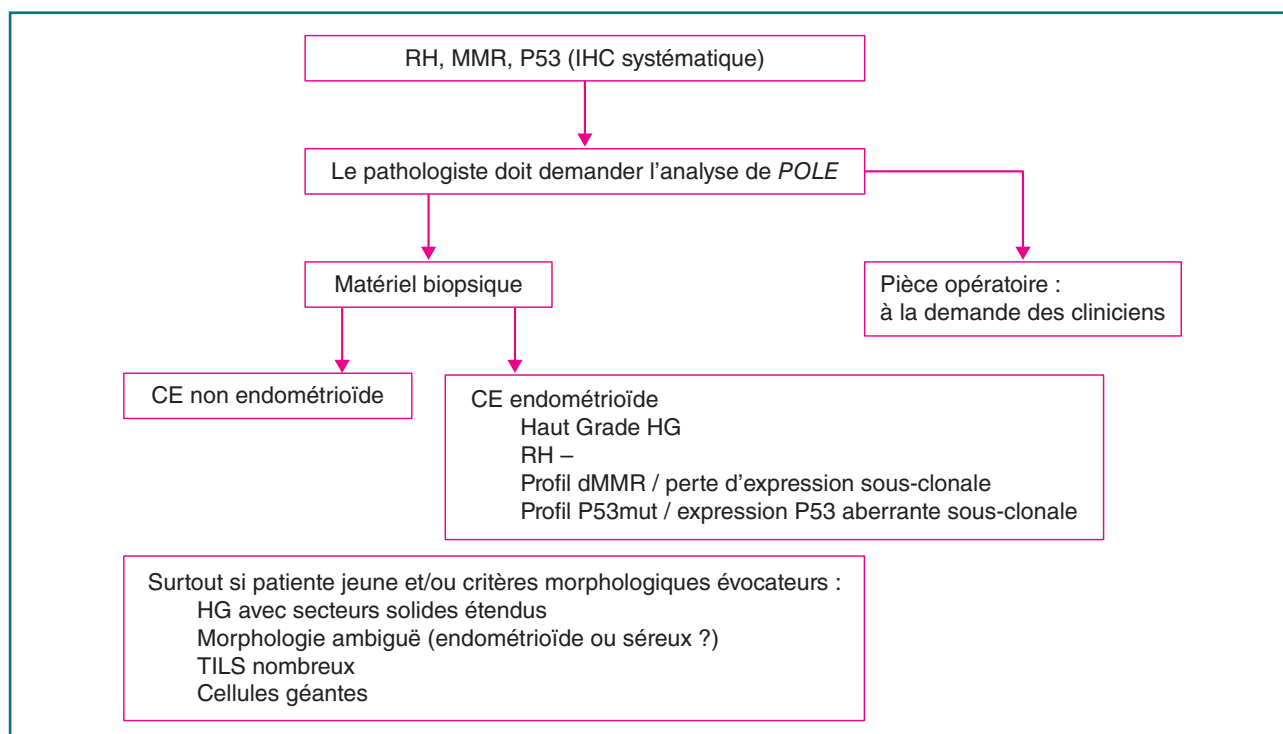 RH, MMR, P53 (IHC systématique)
Le pathologiste doit demander l'analyse de POLE
Matériel biopsique
Pièce opératoire :
à la demande des cliniciens
CE non endométrioïde
CE endométrioïde
Haut Grade HG
RH –
Profil dMMR / perte d'expression sous-clonale
Profil P53mut / expression P53 aberrante sous-clonale
Surtout si patiente jeune et/ou critères morphologiques évocateurs :
HG avec secteurs solides étendus
Morphologie ambiguë (endométrioïde ou séreux ?)
TILS nombreux
Cellules géantes